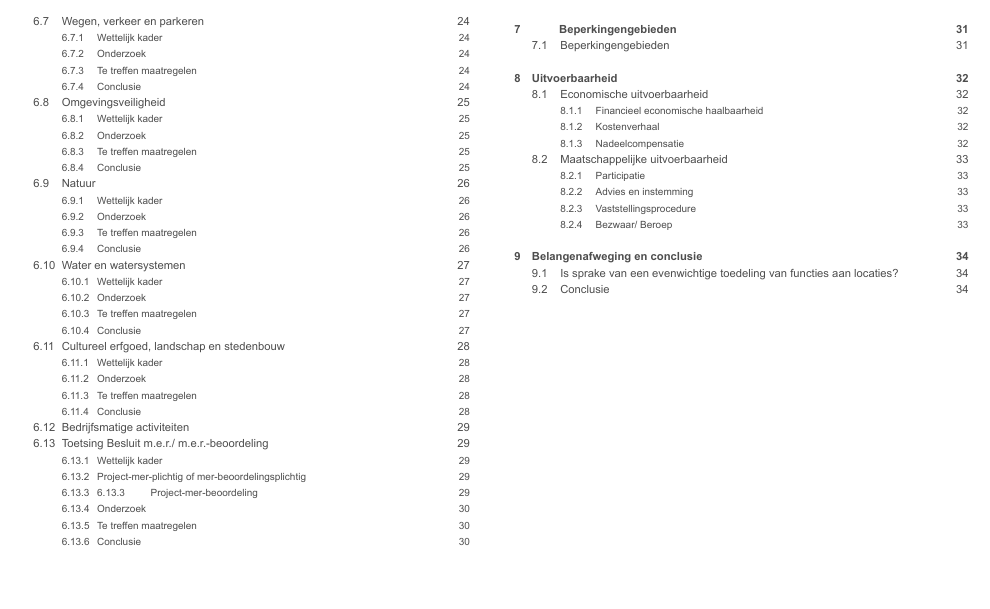 6.7 Wegen, verkeer en parkeren 24
6.7.1 Wettelijk kader 24
6.7.2 Onderzoek 24
6.7.3 Te treffen maatregelen 24
6.7.4 Conclusie 24
6.8 Omgevingsveiligheid 25
6.8.1 Wettelijk kader 25
6.8.2 Onderzoek 25
6.8.3 Te treffen maatregelen 25
6.8.4 Conclusie 25
6.9 Natuur 26
6.9.1 Wettelijk kader 26
6.9.2 Onderzoek 26
6.9.3 Te treffen maatregelen 26
6.9.4 Conclusie 26
6.10 Water en watersystemen 27
6.10.1 Wettelijk kader 27
6.10.2 Onderzoek 27
6.10.3 Te treffen maatregelen 27
6.10.4 Conclusie 27
6.11 Cultureel erfgoed, landschap en stedenbouw 28
6.11.1 Wettelijk kader 28
6.11.2 Onderzoek 28
6.11.3 Te treffen maatregelen 28
6.11.4 Conclusie 28
6.12 Bedrijfsmatige activiteiten 29
6.13 Toetsing Besluit m.e.r./ m.e.r.-beoordeling 29
6.13.1 Wettelijk kader 29
6.13.2 Project-mer-plichtig of mer-beoordelingsplichtig 29
6.13.3 6.13.3 Project-mer-beoordeling 29
6.13.4 Onderzoek 30
6.13.5 Te treffen maatregelen 30
6.13.6 Conclusie 30
7 Beperkingengebieden 31
7.1 Beperkingengebieden 31
8 Uitvoerbaarheid 32
8.1 Economische uitvoerbaarheid 32
8.1.1 Financieel economische haalbaarheid 32
8.1.2 Kostenverhaal 32
8.1.3 Nadeelcompensatie 32
8.2 Maatschappelijke uitvoerbaarheid 33
8.2.1 Participatie 33
8.2.2 Advies en instemming 33
8.2.3 Vaststellingsprocedure 33
8.2.4 Bezwaar/ Beroep 33
9 Belangenafweging en conclusie 34
9.1 Is sprake van een evenwichtige toedeling van functies aan locaties? 34
9.2 Conclusie 34